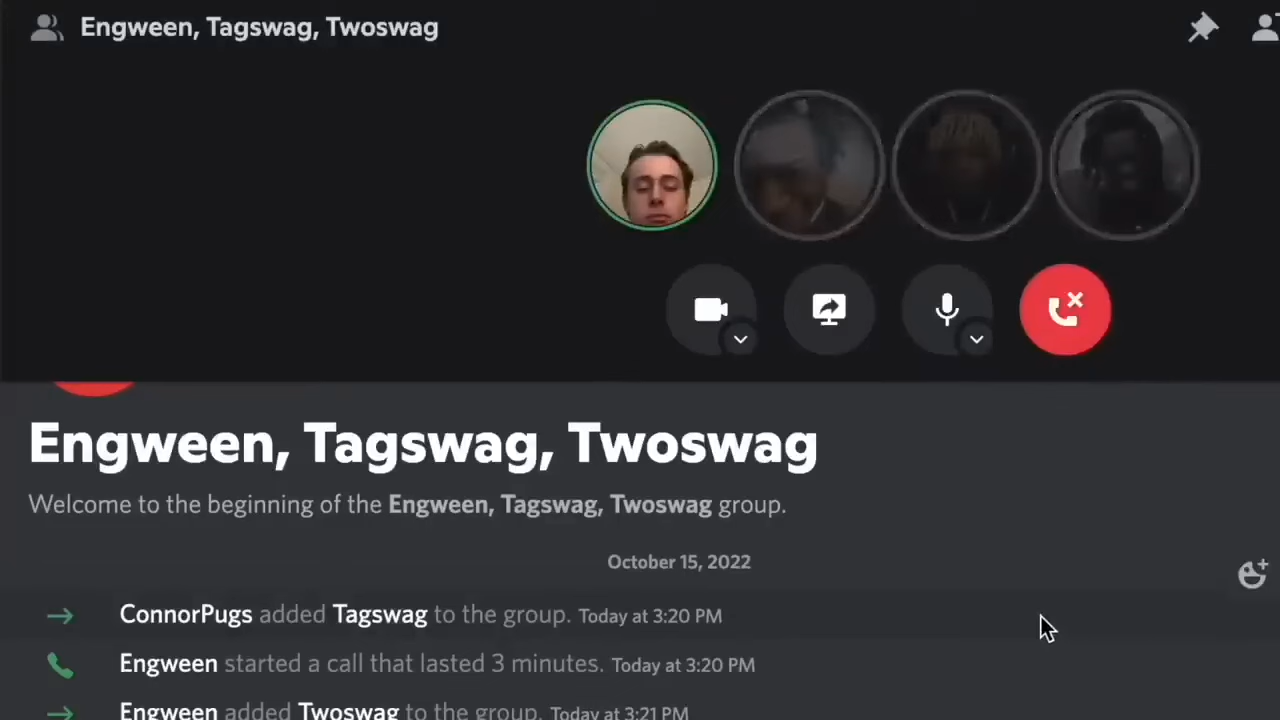 Engween, Tagswag, Twoswag
Engween, Tagswag, Twoswag
Welcome to the beginning of the Engween, Tagswag, Twoswag group.
October 15, 2022
ConnorPugs added Tagswag to the group. Today at 3:20 PM
Engween started a call that lasted 3 minutes. Today at 3:20 PM
Engween added Twoswag to the group. Today at 3:21 PM